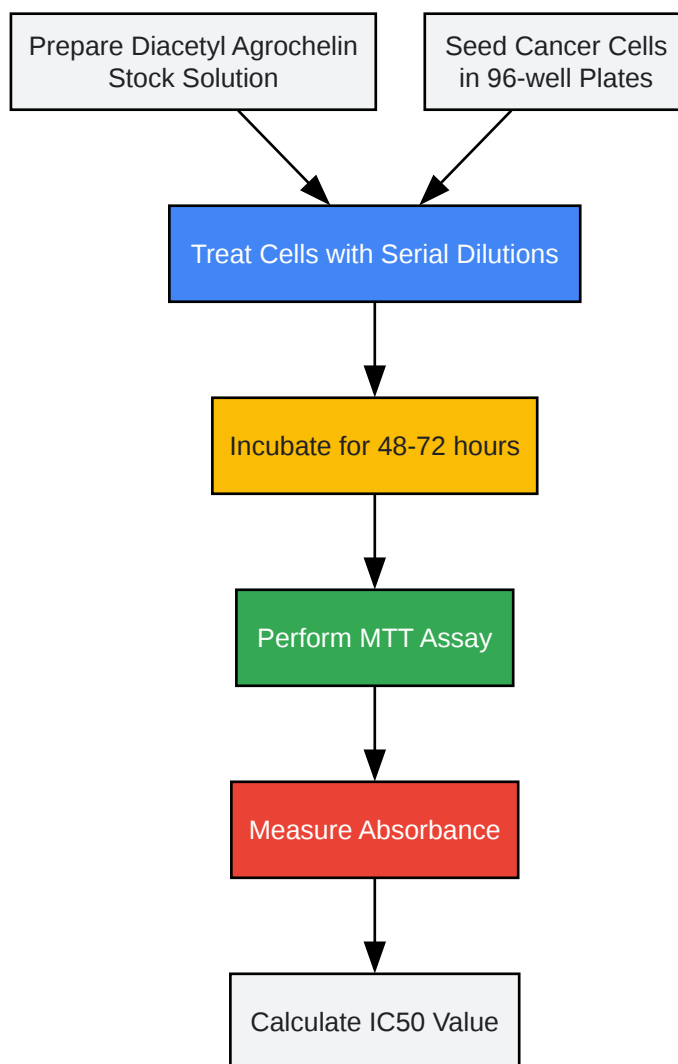 Prepare Diacetyl Agrochelin
Stock Solution
Seed Cancer Cells
in 96-well Plates
Treat Cells with Serial Dilutions
Incubate for 48-72 hours
Perform MTT Assay
Measure Absorbance
Calculate IC50 Value